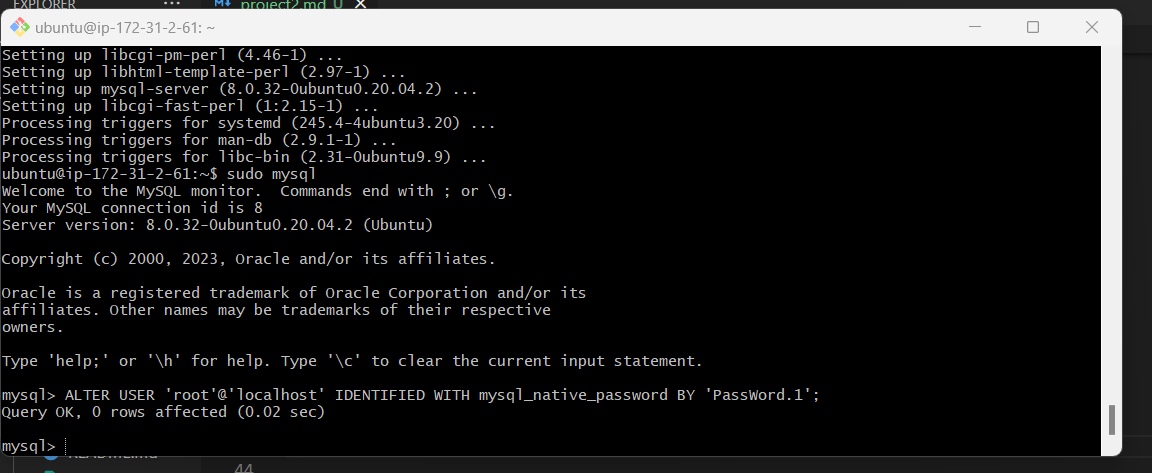 EXPLORER ... project2.md U
ubuntu@ip-172-31-2-61: ~
Setting up libcgi-pm-perl (4.46-1) ...
Setting up libhtml-template-perl (2.97-1) ...
Setting up mysql-server (8.0.32-0ubuntu0.20.04.2) ...
Setting up libcgi-fast-perl (1:2.15-1) ...
Processing triggers for systemd (245.4-4ubuntu3.20) ...
Processing triggers for man-db (2.9.1-1) ...
Processing triggers for libc-bin (2.31-0ubuntu9.9) ...
ubuntu@ip-172-31-2-61:~$ sudo mysql
Welcome to the MySQL monitor.  Commands end with ; or \g.
Your MySQL connection id is 8
Server version: 8.0.32-0ubuntu0.20.04.2 (Ubuntu)
Copyright (c) 2000, 2023, Oracle and/or its affiliates.
Oracle is a registered trademark of Oracle Corporation and/or its
affiliates. Other names may be trademarks of their respective
owners.
Type 'help;' or '\h' for help. Type '\c' to clear the current input statement.
mysql> ALTER USER 'root'@'localhost' IDENTIFIED WITH mysql_native_password BY 'PassWord.1';
Query OK, 0 rows affected (0.02 sec)
mysql>
44